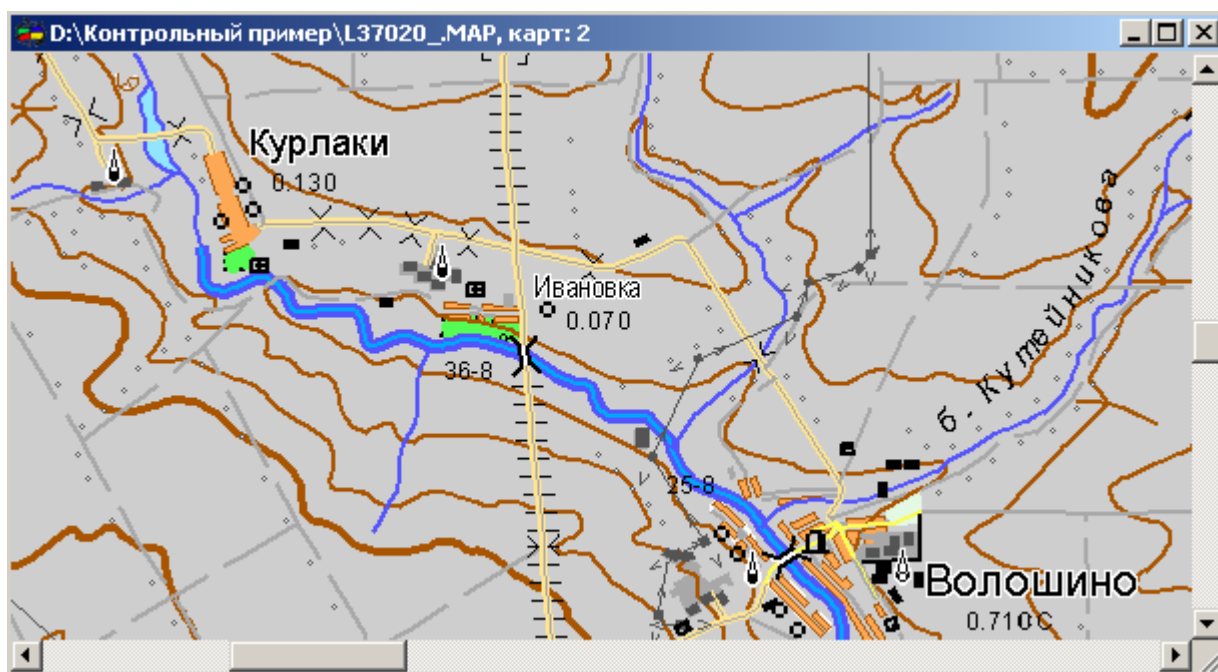 D:\Контрольный пример\L37020_.MAP, карт: 2
Курлаки
0.130
Ивановка
0.070
36-8
б. Кутейникова
25-8
Волошино
0.710С